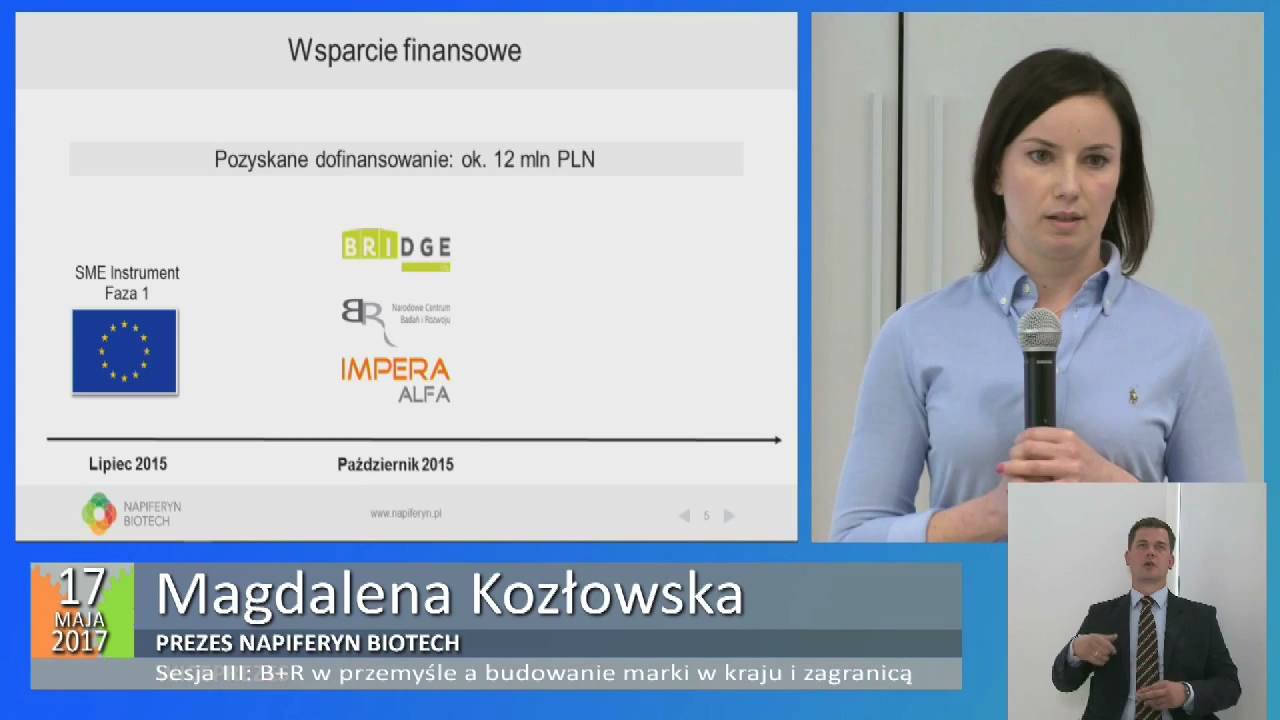 Wsparcie finansowe
Pozyskane dofinansowanie: ok. 12 mln PLN
SME Instrument
Faza 1
BRIDGE
BR Narodowe Centrum
Badań i Rozwoju
IMPERA
ALFA
Lipiec 2015
Październik 2015
NAPIFERYN
BIOTECH
www.napiferyn.pl
5
17
MAJA
2017
Magdalena Kozłowska
PREZES NAPIFERYN BIOTECH
Sesja III: B+R w przemyśle a budowanie marki w kraju i zagranicą